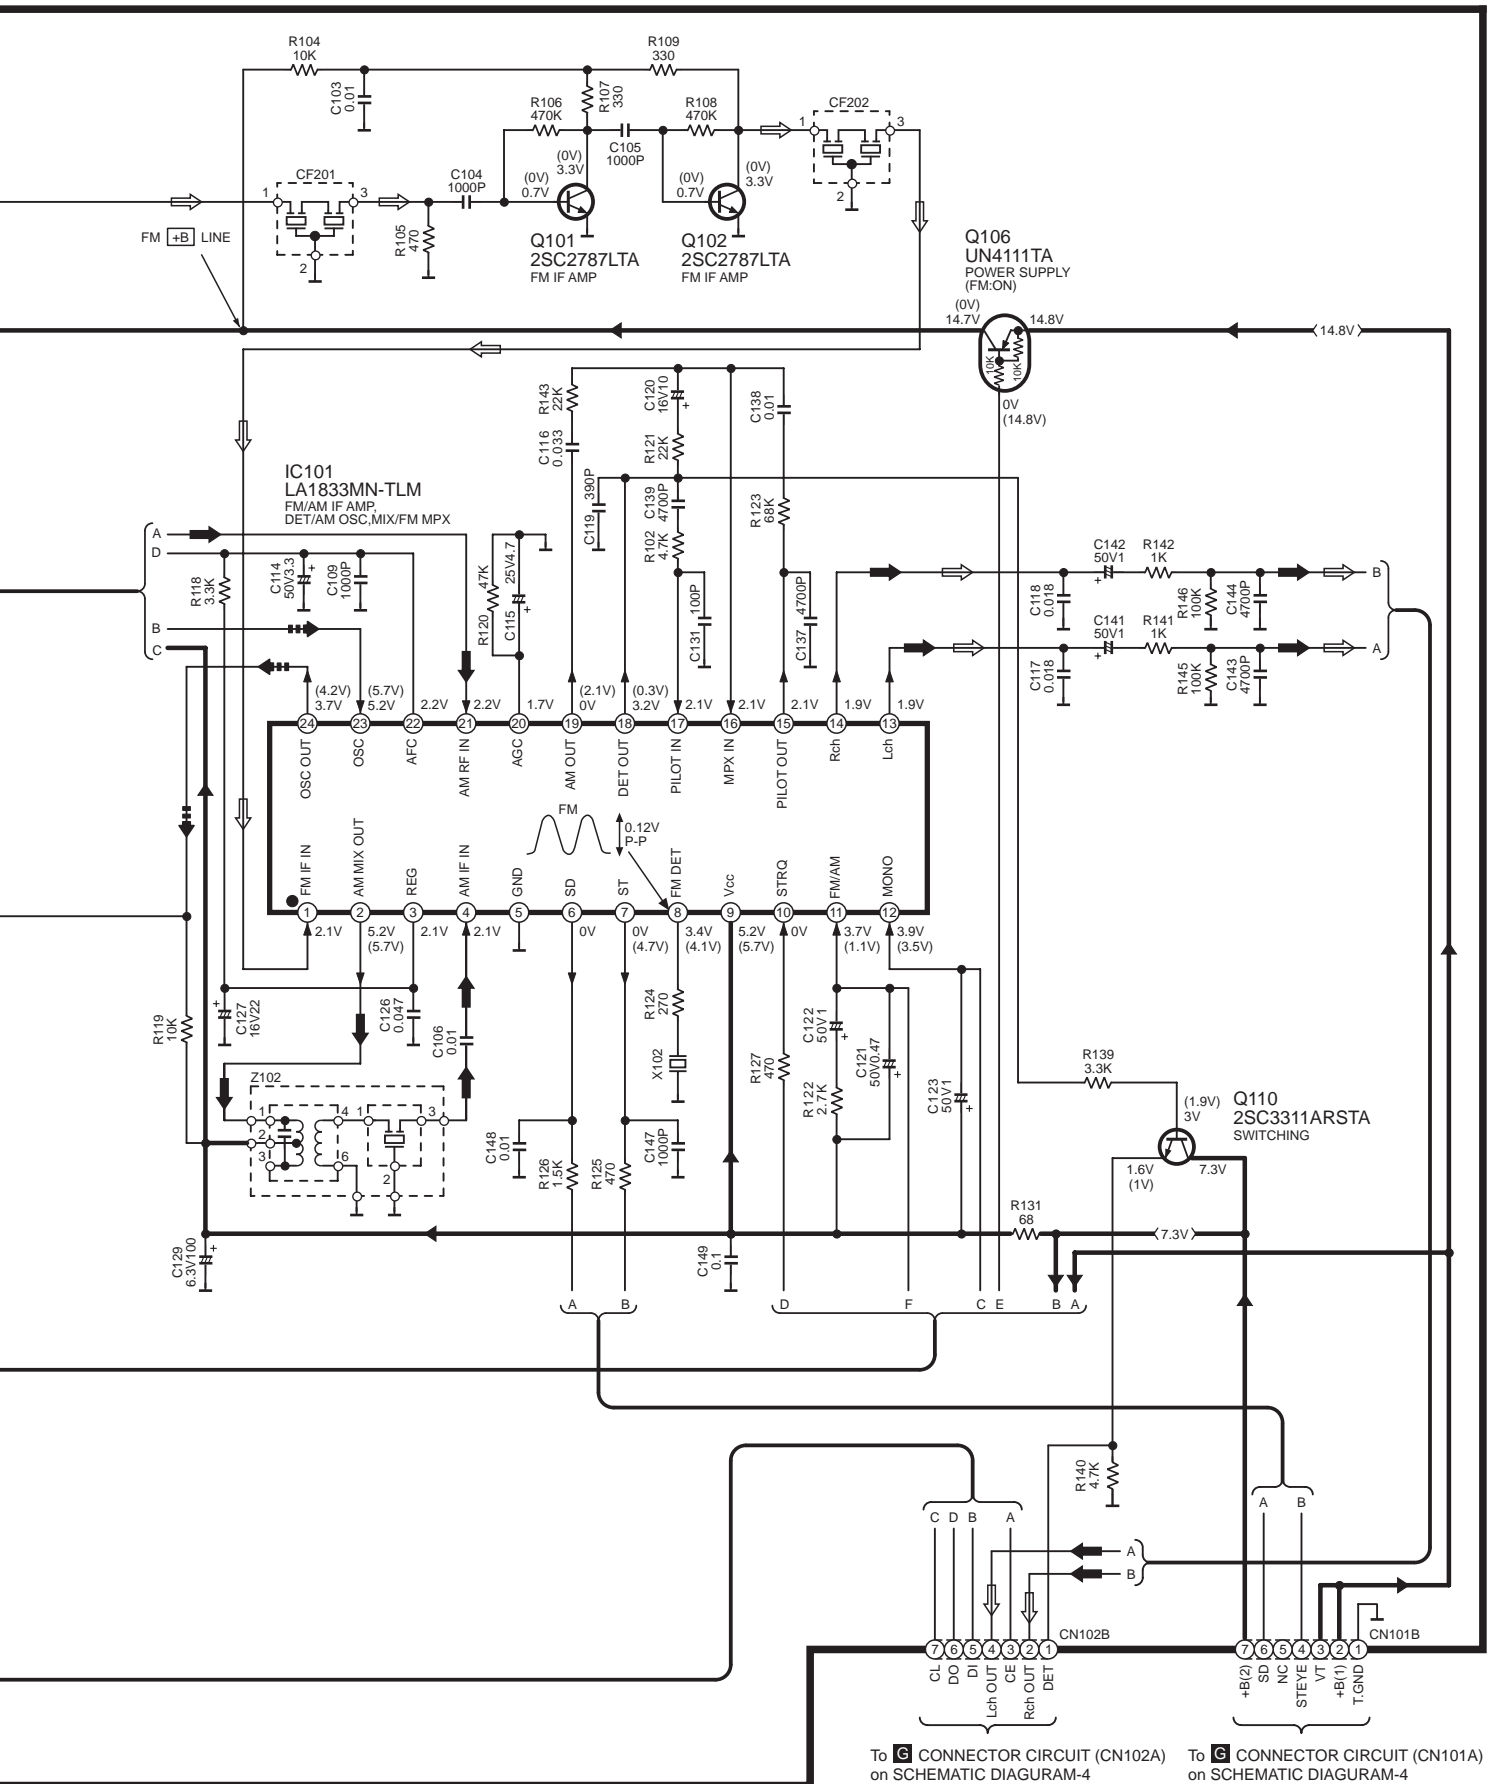 R104
10K
C103
0.01
R109
330
R107
330
R106
470K
R108
470K
C105
1000P
CF202
1
3
2
CF201
1
3
2
C104
1000P
R105
470
(0V)
3.3V
(0V)
0.7V
(0V)
3.3V
(0V)
0.7V
FM +B LINE
Q101
2SC2787LTA
FM IF AMP
Q102
2SC2787LTA
FM IF AMP
Q106
UN4111TA
POWER SUPPLY
(FM:ON)
(0V)
14.7V
14.8V
14.8V
10K
10K
0V
(14.8V)
R143
22K
C116
0.033
C120
16V10
+
R121
22K
C138
0.01
C119 390P
C139
4700P
R102
4.7K
R123
68K
IC101
LA1833MN-TLM
FM/AM IF AMP,
DET/AM OSC,MIX/FM MPX
A
D
B
C
R118
3.3K
C114
50V3.3
+
C109
1000P
R120 47K
C115 25V4.7
+
C131 100P
C137 4700P
C142
50V1
+
R142
1K
C118
0.018
R146
100K
C144
4700P
B
C141
50V1
+
R141
1K
C117
0.018
R145
100K
C143
4700P
A
(4.2V)
3.7V
(5.7V)
5.2V
2.2V
2.2V
1.7V
(2.1V)
0V
(0.3V)
3.2V
2.1V
2.1V
2.1V
1.9V
1.9V
24 23 22 21 20 19 18 17 16 15 14 13
OSC OUT
OSC
AFC
AM RF IN
AGC
AM OUT
DET OUT
PILOT IN
MPX IN
PILOT OUT
Rch
Lch
FM
0.12V
P-P
FM IF IN
AM MIX OUT
REG
AM IF IN
GND
SD
ST
FM DET
Vcc
STRQ
FM/AM
MONO
1 2 3 4 5 6 7 8 9 10 11 12
2.1V
5.2V
(5.7V)
2.1V
2.1V
0V
0V
(4.7V)
3.4V
(4.1V)
5.2V
(5.7V)
0V
3.7V
(1.1V)
3.9V
(3.5V)
R119
10K
+
C127
16V22
C126
0.047
C106
0.01
R124
270
X102
R127
470
C122
50V1
+
R122
2.7K
C121
50V0.47
+
C123
50V1
+
R139
3.3K
(1.9V)
3V
Q110
2SC3311ARSTA
SWITCHING
1.6V
(1V)
7.3V
Z102
1
2
3
4
6
1
3
2
C148
0.01
R126
1.5K
R125
470
C147
1000P
R131
68
7.3V
C129
6.3V100
+
C149
0.1
A
B
D
F
C
E
B
A
R140
4.7K
C D B A
A
B
A
B
CN102B
7 6 5 4 3 2 1
CL
DO
DI
Lch OUT
CE
Rch OUT
DET
CN101B
7 6 5 4 3 2 1
+B(2)
SD
NC
STEYE
VT
+B(1)
T.GND
To G CONNECTOR CIRCUIT (CN102A)
on SCHEMATIC DIAGURAM-4
To G CONNECTOR CIRCUIT (CN101A)
on SCHEMATIC DIAGURAM-4